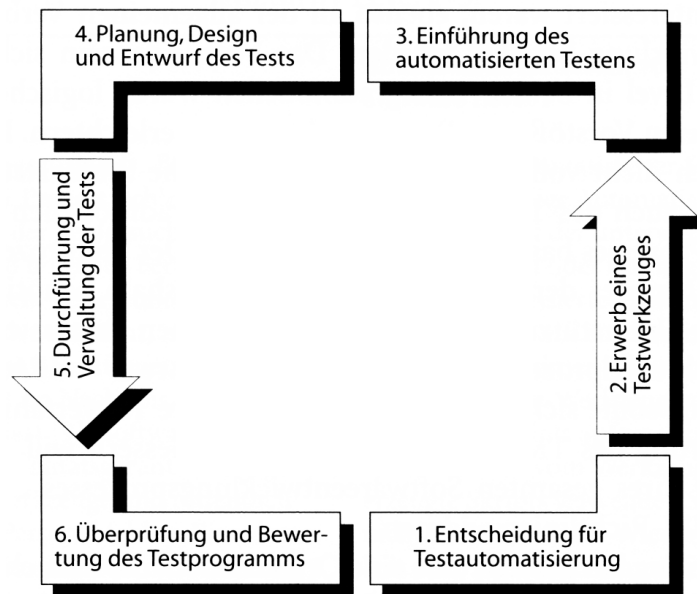 4. Planung, Design
und Entwurf des Tests
3. Einführung des
automatisierten Testens
5. Durchführung und
Verwaltung der Tests
2. Erwerb eines
Testwerkzeuges
6. Überprüfung und Bewer-
tung des Testprogramms
1. Entscheidung für
Testautomatisierung